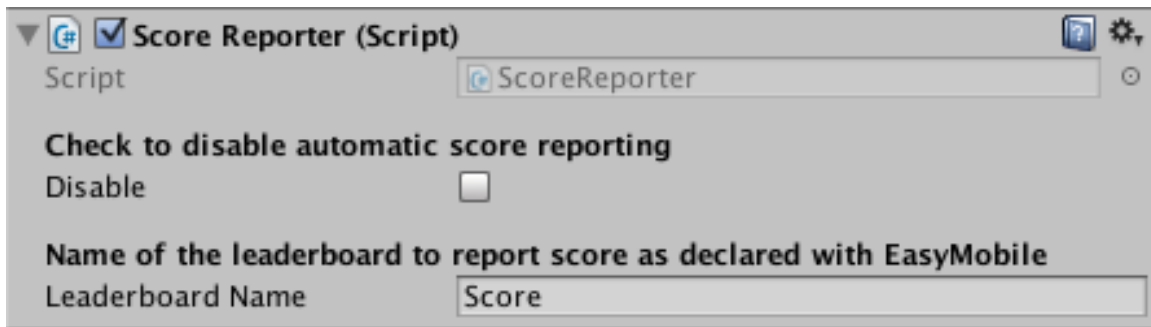 Score Reporter (Script)
Script ScoreReporter
Check to disable automatic score reporting
Disable
Name of the leaderboard to report score as declared with EasyMobile
Leaderboard Name Score